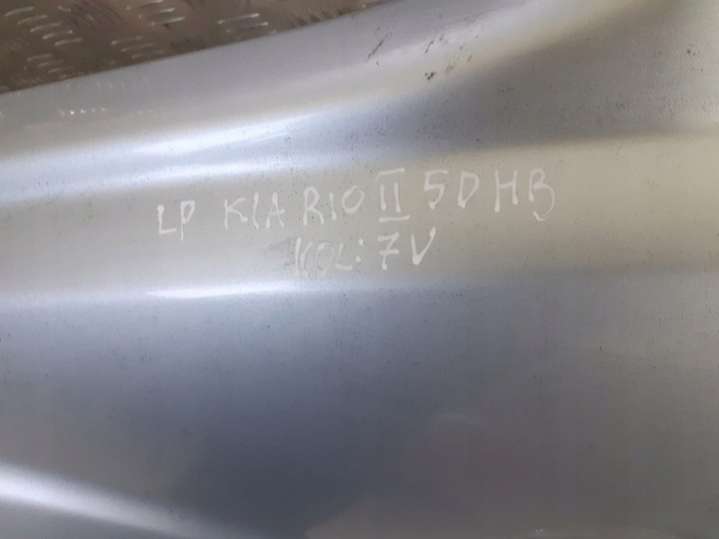 LP KIA RIO II 5D HB
KOL: 7V